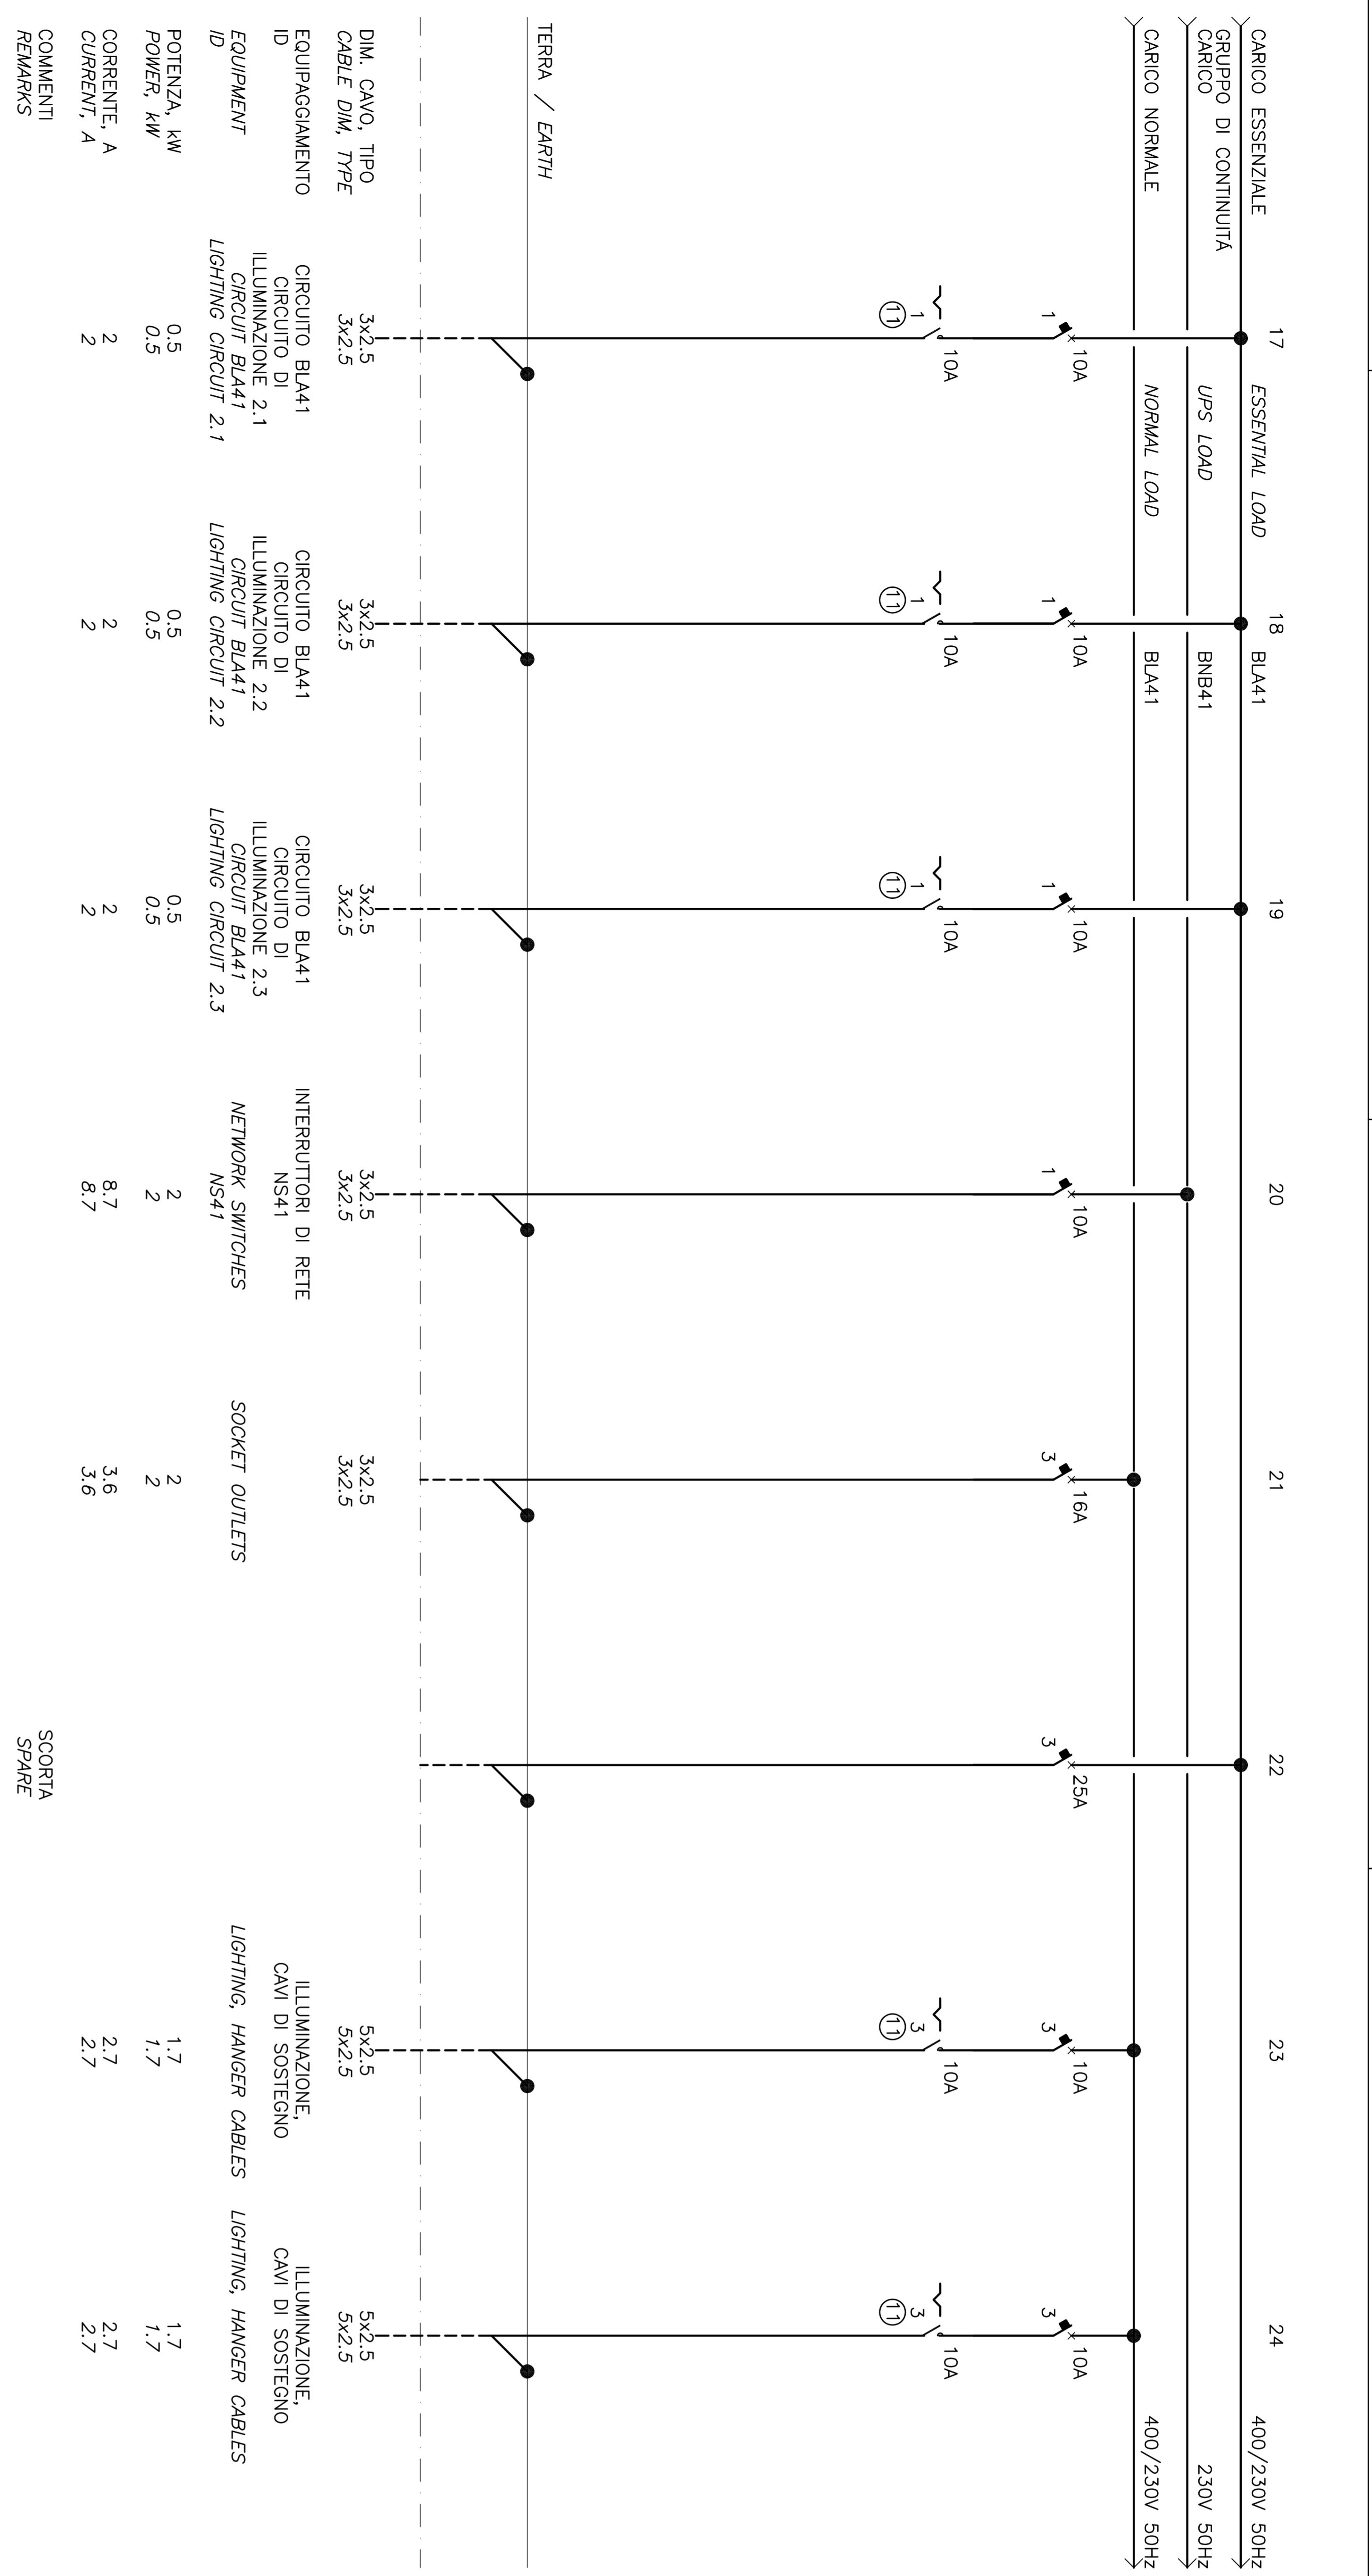 17
18
19
20
21
22
23
24
CARICO ESSENZIALE
ESSENTIAL LOAD
BLA41
400/230V 50Hz
GRUPPO DI CONTINUITÁ
CARICO
UPS LOAD
BNB41
230V 50Hz
CARICO NORMALE
NORMAL LOAD
BLA41
400/230V 50Hz
10A
1
10A
1
11
10A
1
10A
1
11
10A
1
10A
1
11
10A
1
16A
3
25A
3
10A
3
10A
3
11
10A
3
10A
3
11
TERRA / EARTH
DIM. CAVO, TIPO
CABLE DIM, TYPE
3x2.5
3x2.5
3x2.5
3x2.5
3x2.5
3x2.5
3x2.5
3x2.5
3x2.5
3x2.5
5x2.5
5x2.5
5x2.5
5x2.5
EQUIPAGGIAMENTO
ID
EQUIPMENT
ID
CIRCUITO BLA41
CIRCUITO DI
ILLUMINAZIONE 2.1
CIRCUIT BLA41
LIGHTING CIRCUIT 2.1
CIRCUITO BLA41
CIRCUITO DI
ILLUMINAZIONE 2.2
CIRCUIT BLA41
LIGHTING CIRCUIT 2.2
CIRCUITO BLA41
CIRCUITO DI
ILLUMINAZIONE 2.3
CIRCUIT BLA41
LIGHTING CIRCUIT 2.3
INTERRUTTORI DI RETE
NS41
NETWORK SWITCHES
NS41
SOCKET OUTLETS
ILLUMINAZIONE,
CAVI DI SOSTEGNO
LIGHTING, HANGER CABLES
ILLUMINAZIONE,
CAVI DI SOSTEGNO
LIGHTING, HANGER CABLES
POTENZA, kW
POWER, kW
0.5
0.5
0.5
0.5
0.5
0.5
2
2
2
2
1.7
1.7
1.7
1.7
CORRENTE, A
CURRENT, A
2
2
2
2
2
2
8.7
8.7
3.6
3.6
2.7
2.7
2.7
2.7
COMMENTI
REMARKS
SCORTA
SPARE